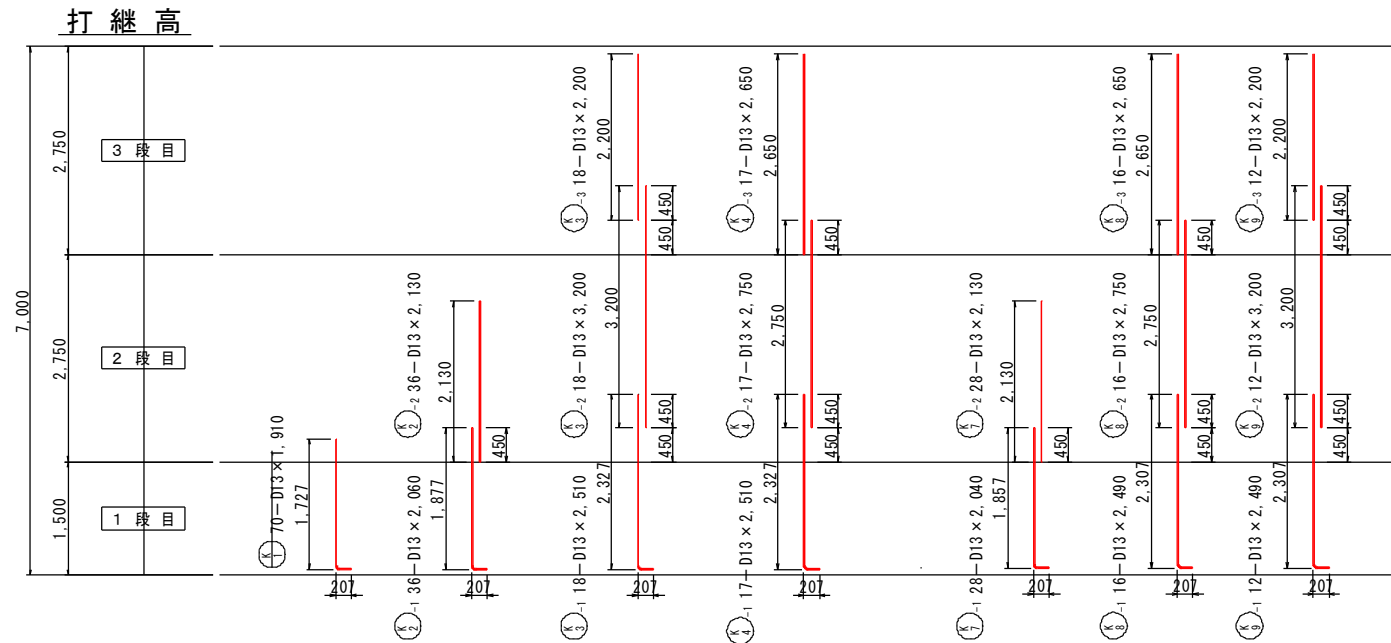 打継高
7,000
2,750
2,750
1,500
3段目
2段目
1段目
K1 70-D13×1,910
1,727
207
K2-1 36-D13×2,060
1,877
207
K2-2 36-D13×2,130
2,130
450
K3-1 18-D13×2,510
2,327
207
K3-2 18-D13×3,200
3,200
450
450
K3-3 18-D13×2,200
2,200
450
450
K4-1 17-D13×2,510
2,327
207
K4-2 17-D13×2,750
2,750
450
450
K4-3 17-D13×2,650
2,650
450
K7-1 28-D13×2,040
1,857
207
K7-2 28-D13×2,130
2,130
450
K8-1 16-D13×2,490
2,307
207
K8-2 16-D13×2,750
2,750
450
450
K8-3 16-D13×2,650
2,650
450
K9-1 12-D13×2,490
2,307
207
K9-2 12-D13×3,200
3,200
450
450
K9-3 12-D13×2,200
2,200
450
450